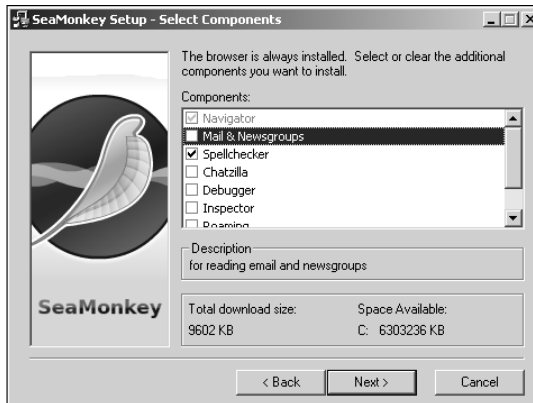 SeaMonkey Setup - Select Components
The browser is always installed. Select or clear the additional
components you want to install.
Components:
Navigator
Mail & Newsgroups
Spellchecker
Chatzilla
Debugger
Inspector
Roaming
Description
for reading email and newsgroups
SeaMonkey
Total download size:
Space Available:
9602 KB
C: 6303236 KB
< Back
Next >
Cancel